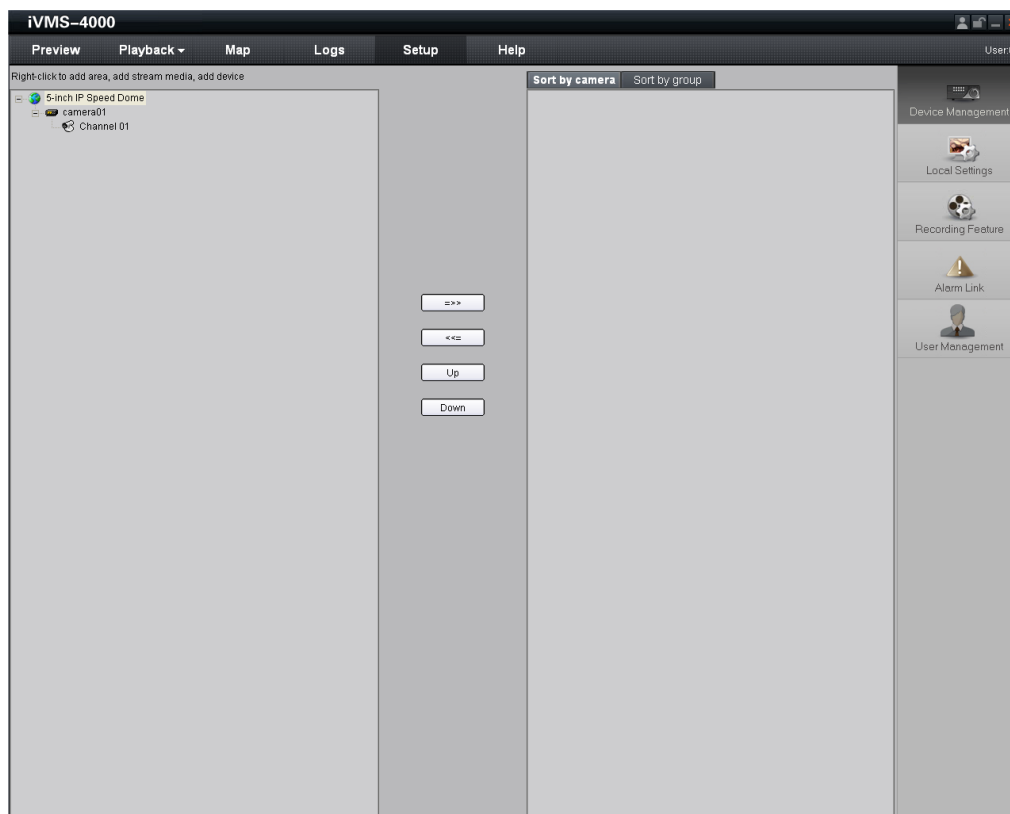 iVMS-4000
Preview Playback Map Logs Setup Help User:
Right-click to add area, add stream media, add device
Sort by camera Sort by group
5-inch IP Speed Dome
camera01
Channel 01
=>>
<<=
Up
Down
Device Management
Local Settings
Recording Feature
Alarm Link
User Management